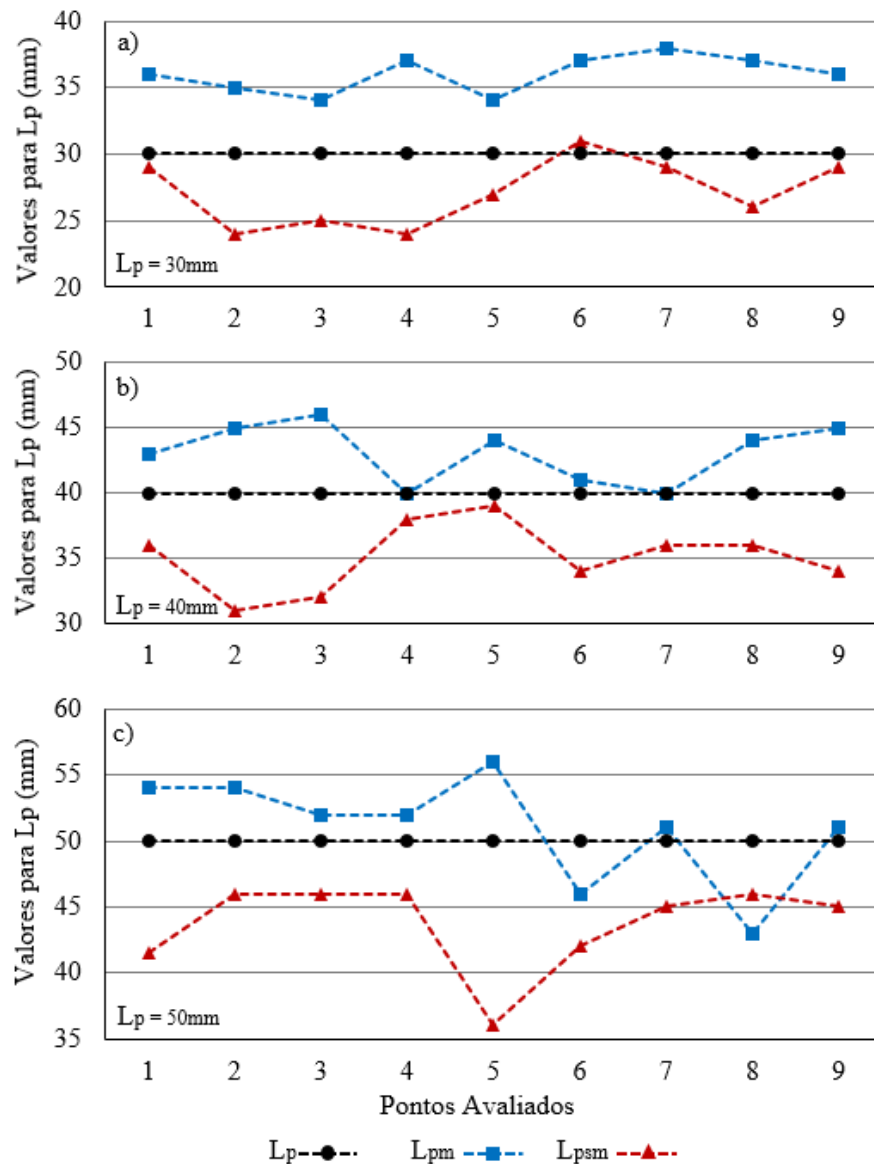 Valores para Lp (mm)
40
35
30
25
20
a)
Lp = 30mm
1 2 3 4 5 6 7 8 9
Valores para Lp (mm)
50
45
40
35
30
b)
Lp = 40mm
1 2 3 4 5 6 7 8 9
Valores para Lp (mm)
60
55
50
45
40
35
c)
Lp = 50mm
1 2 3 4 5 6 7 8 9
Pontos Avaliados
Lp Lpm Lpsm